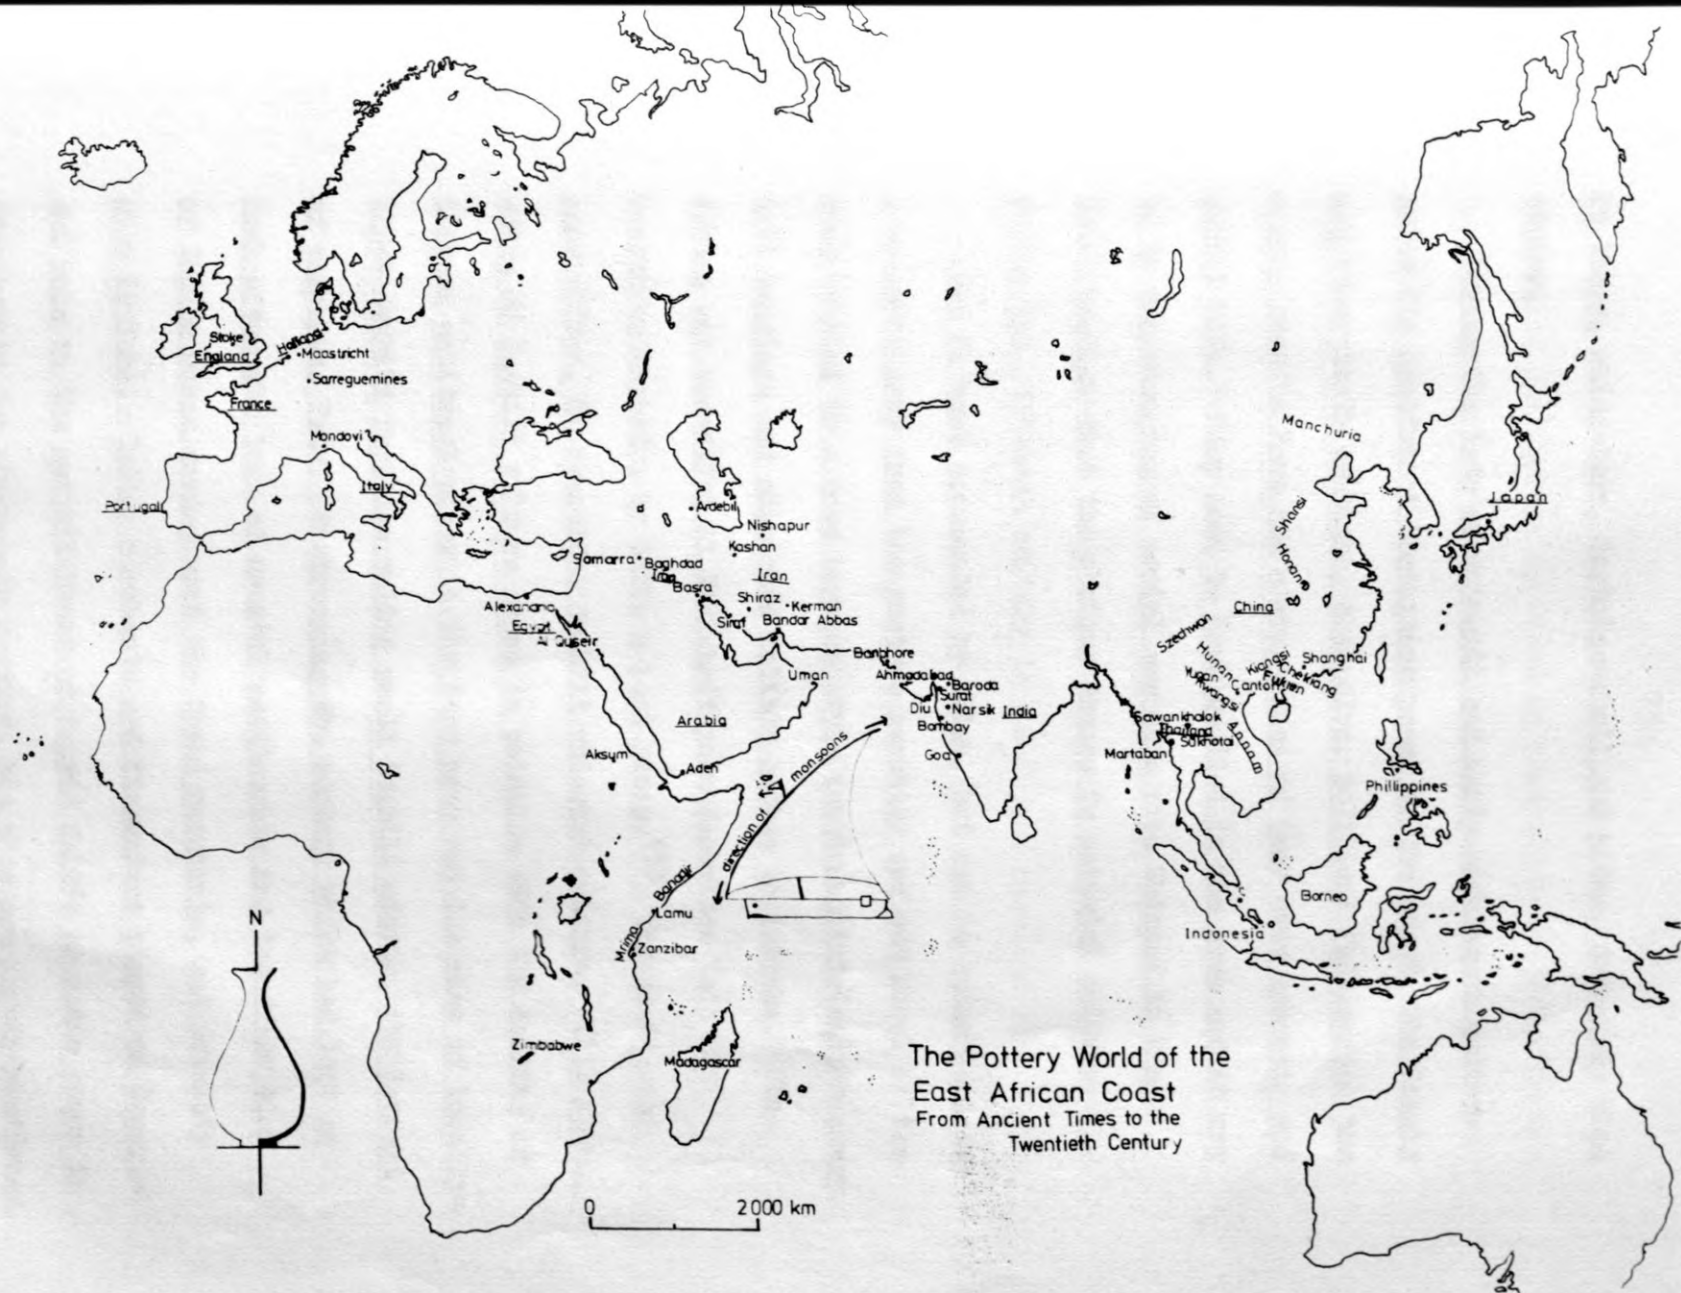 Stoke
England
Holland
Maastricht
Sarreguemines
France
Mondovi
Italy
Portugal
Manchuria
Japan
Shansi
Honan
Ardebil
Nishapur
Kashan
Samarra
Baghdad
Iraq
Iran
Basra
Shiraz
Kerman
Siraf
Bandar Abbas
Alexandria
Egypt
Al Quseir
China
Szechwan
Hunan
Kiangsi
Shanghai
Chekiang
Fukien
Yunan
Canton
Kwangsi
Annam
Banbhore
Uman
Ahmadabad
Baroda
Surat
Diu
Narsik
India
Bombay
Goa
Arabia
Aksum
Aden
direction of monsoons
Sawankhalok
Thailand
Sukhotai
Martaban
Phillippines
Banadir
Lamu
Mrima
Zanzibar
Borneo
Indonesia
N
Zimbabwe
Madagascar
The Pottery World of the
East African Coast
From Ancient Times to the
Twentieth Century
0 2000 km